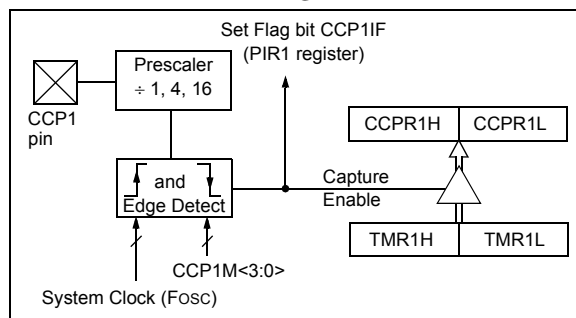 Set Flag bit CCP1IF
(PIR1 register)
Prescaler
÷ 1, 4, 16
CCP1
pin
CCPR1H
CCPR1L
and
Edge Detect
Capture
Enable
TMR1H
TMR1L
CCP1M<3:0>
System Clock (FOSC)